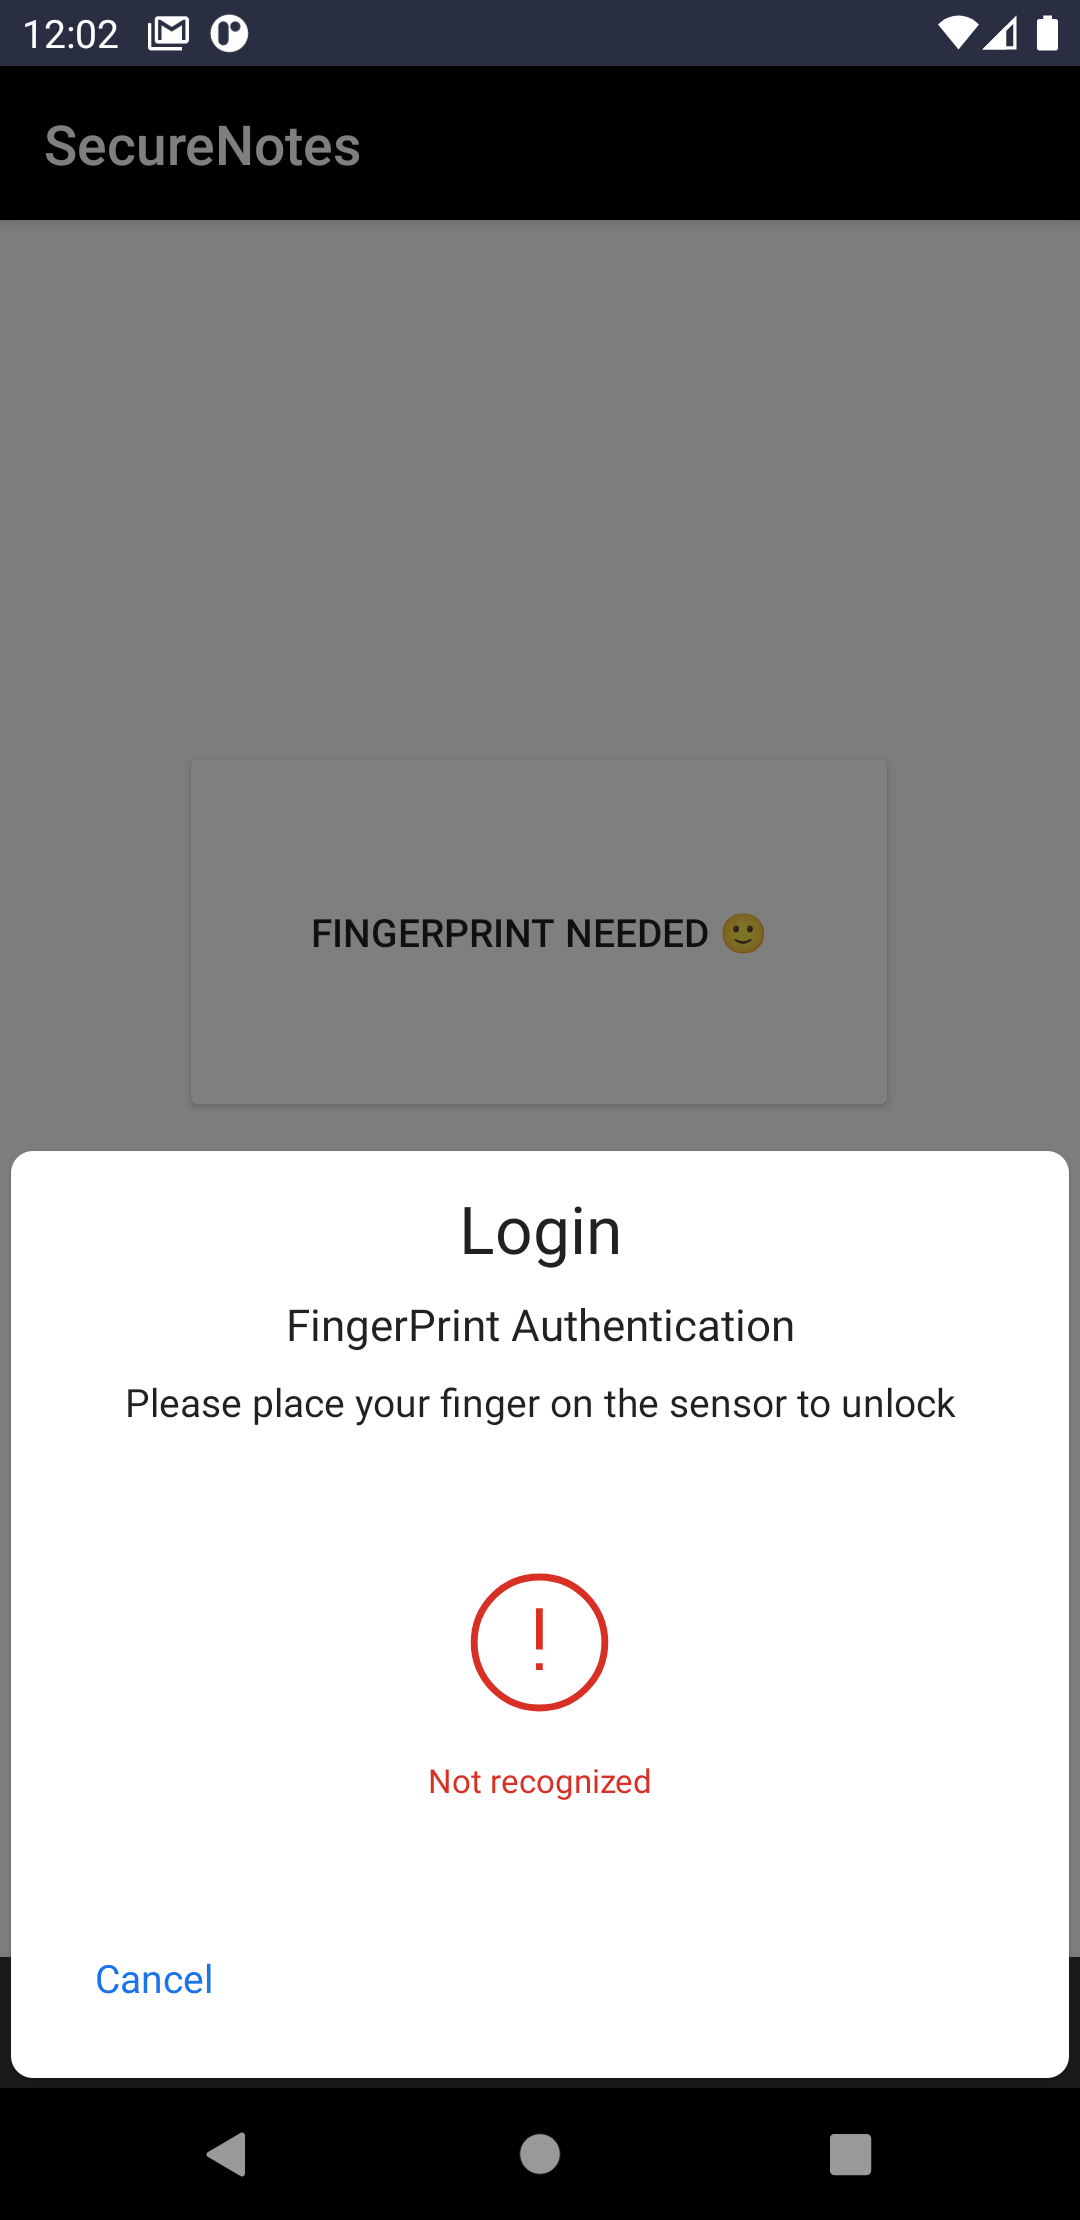 12:02
SecureNotes
FINGERPRINT NEEDED 🙂
Login
FingerPrint Authentication
Please place your finger on the sensor to unlock
!
Not recognized
Cancel